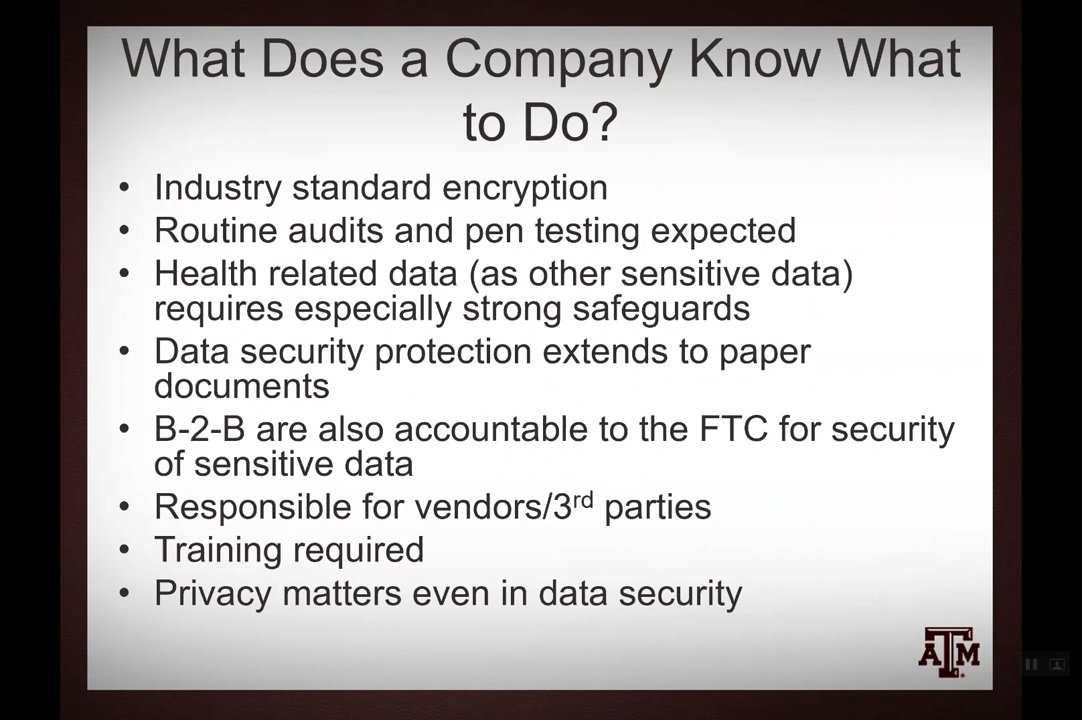 What Does a Company Know What
to Do?
• Industry standard encryption
• Routine audits and pen testing expected
• Health related data (as other sensitive data)
requires especially strong safeguards
• Data security protection extends to paper
documents
• B-2-B are also accountable to the FTC for security
of sensitive data
• Responsible for vendors/3rd parties
• Training required
• Privacy matters even in data security
ATM